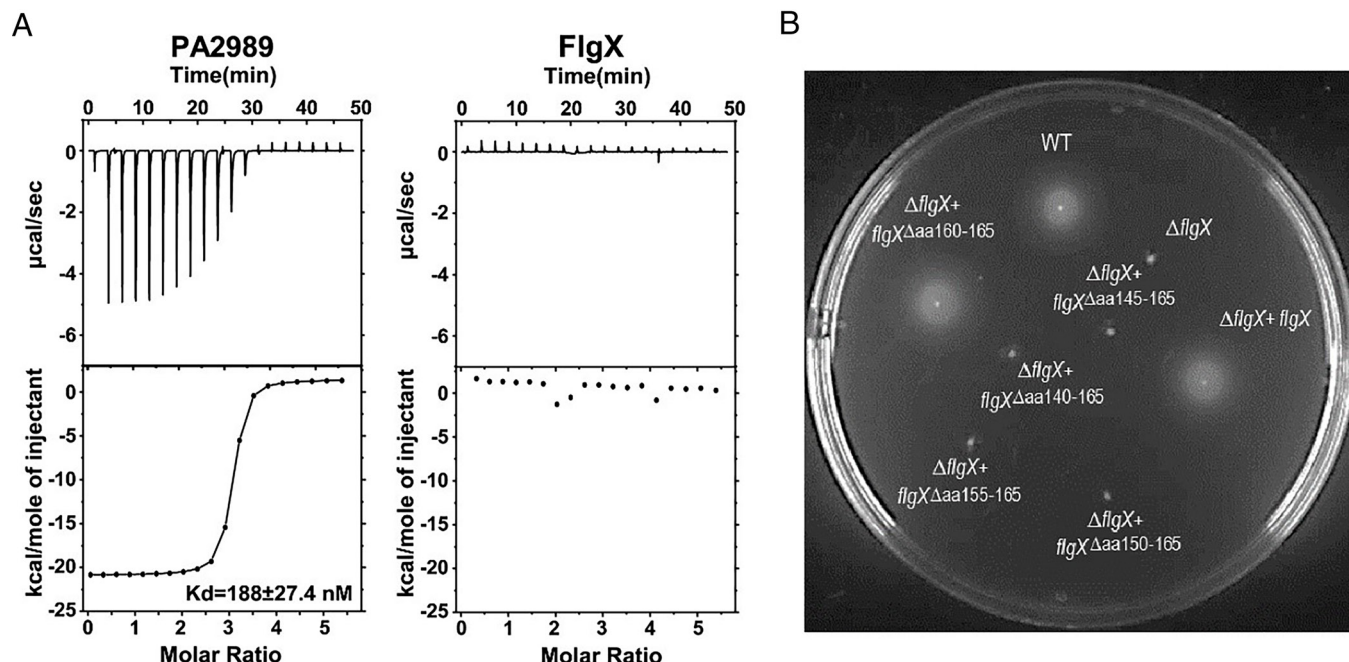 A
PA2989
Time(min)
0 10 20 30 40 50
0
-2
-4
-6
µcal/sec
0
-5
-10
-15
-20
-25
kcal/mole of injectant
Kd=188±27.4 nM
0 1 2 3 4 5
Molar Ratio
FlgX
Time(min)
0 10 20 30 40 50
0
-2
-4
-6
µcal/sec
0
-5
-10
-15
-20
-25
kcal/mole of injectant
0 1 2 3 4 5
Molar Ratio
B
WT
ΔflgX+
flgXΔaa160-165
ΔflgX
ΔflgX+
flgXΔaa145-165
ΔflgX+ flgX
ΔflgX+
flgXΔaa140-165
ΔflgX+
flgXΔaa155-165
ΔflgX+
flgXΔaa150-165